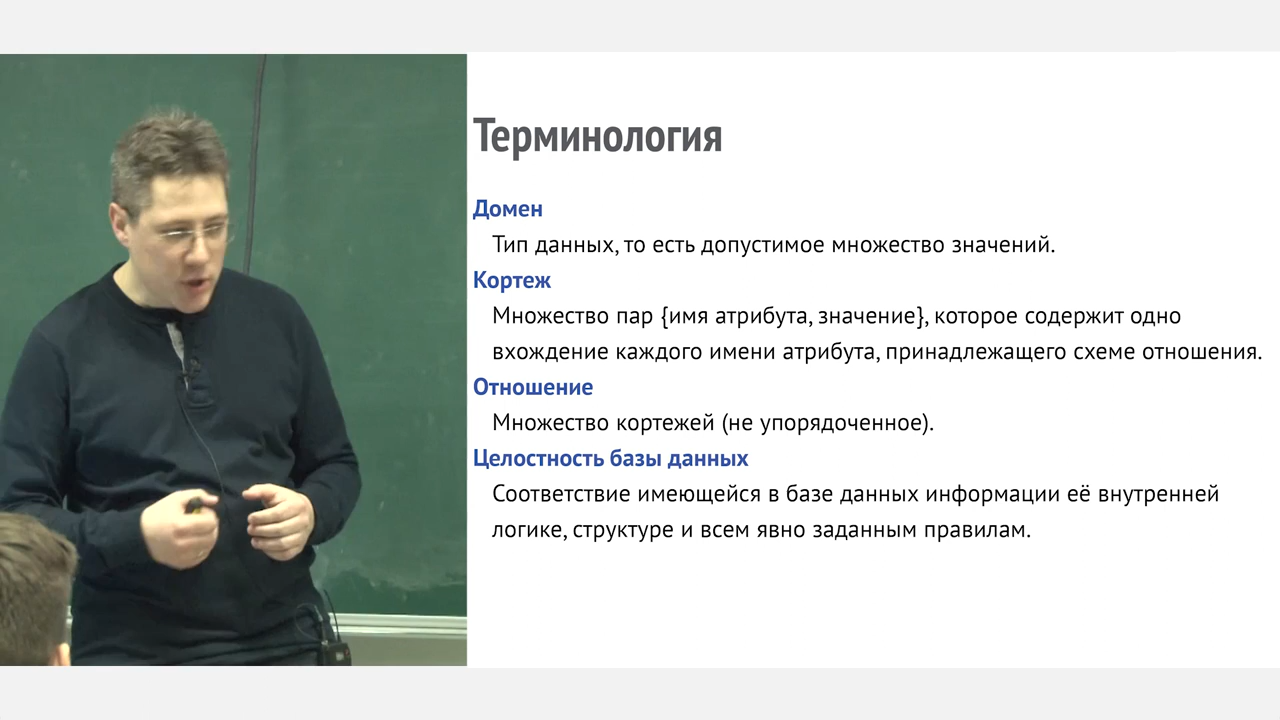 Терминология
Домен
Тип данных, то есть допустимое множество значений.
Кортеж
Множество пар {имя атрибута, значение}, которое содержит одно
вхождение каждого имени атрибута, принадлежащего схеме отношения.
Отношение
Множество кортежей (не упорядоченное).
Целостность базы данных
Соответствие имеющейся в базе данных информации её внутренней
логике, структуре и всем явно заданным правилам.